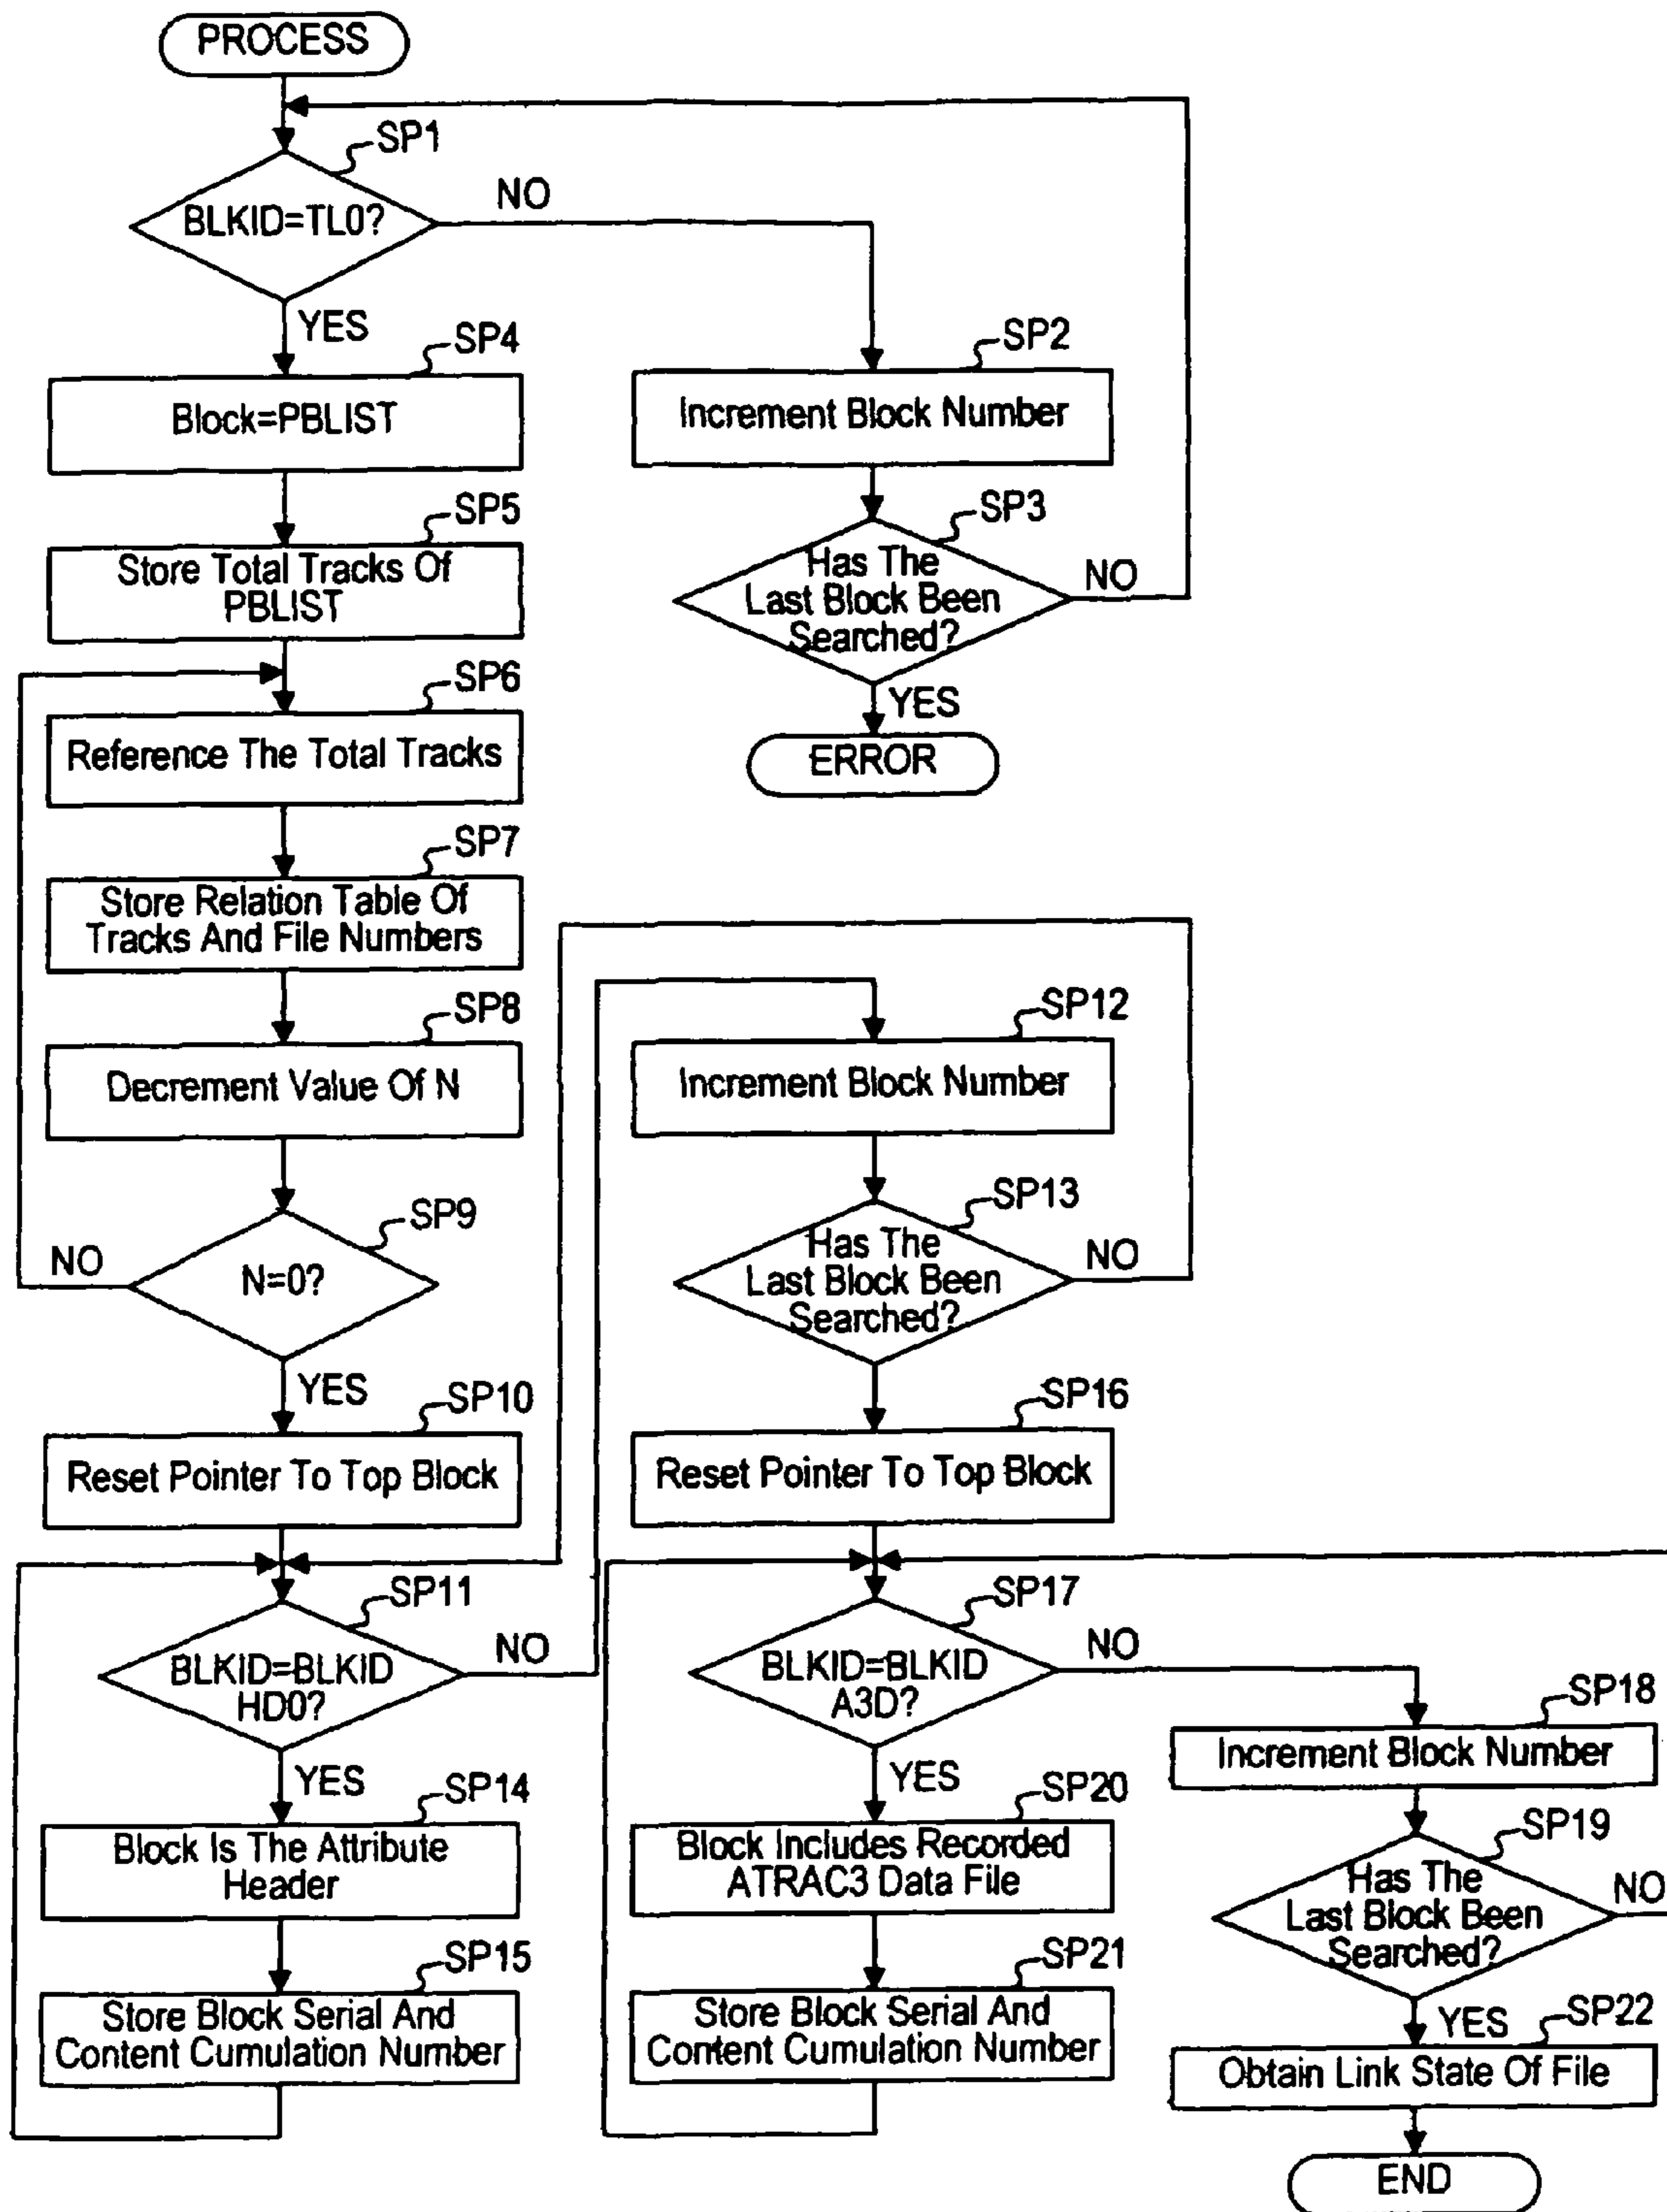 PROCESS
SP1
BLKID=TL0?
NO
YES
SP4
Block=PBLIST
SP2
Increment Block Number
SP5
Store Total Tracks Of
PBLIST
SP3
Has The
Last Block Been
Searched?
NO
YES
ERROR
SP6
Reference The Total Tracks
SP7
Store Relation Table Of
Tracks And File Numbers
SP8
Decrement Value Of N
SP9
N=0?
NO
YES
SP10
Reset Pointer To Top Block
SP11
BLKID=BLKID
HD0?
NO
YES
SP12
Increment Block Number
SP13
Has The
Last Block Been
Searched?
NO
SP14
Block Is The Attribute
Header
SP15
Store Block Serial And
Content Cumulation Number
SP16
Reset Pointer To Top Block
SP17
BLKID=BLKID
A3D?
NO
YES
SP18
Increment Block Number
SP19
Has The
Last Block Been
Searched?
NO
YES
SP20
Block Includes Recorded
ATRAC3 Data File
SP21
Store Block Serial And
Content Cumulation Number
SP22
Obtain Link State Of File
END